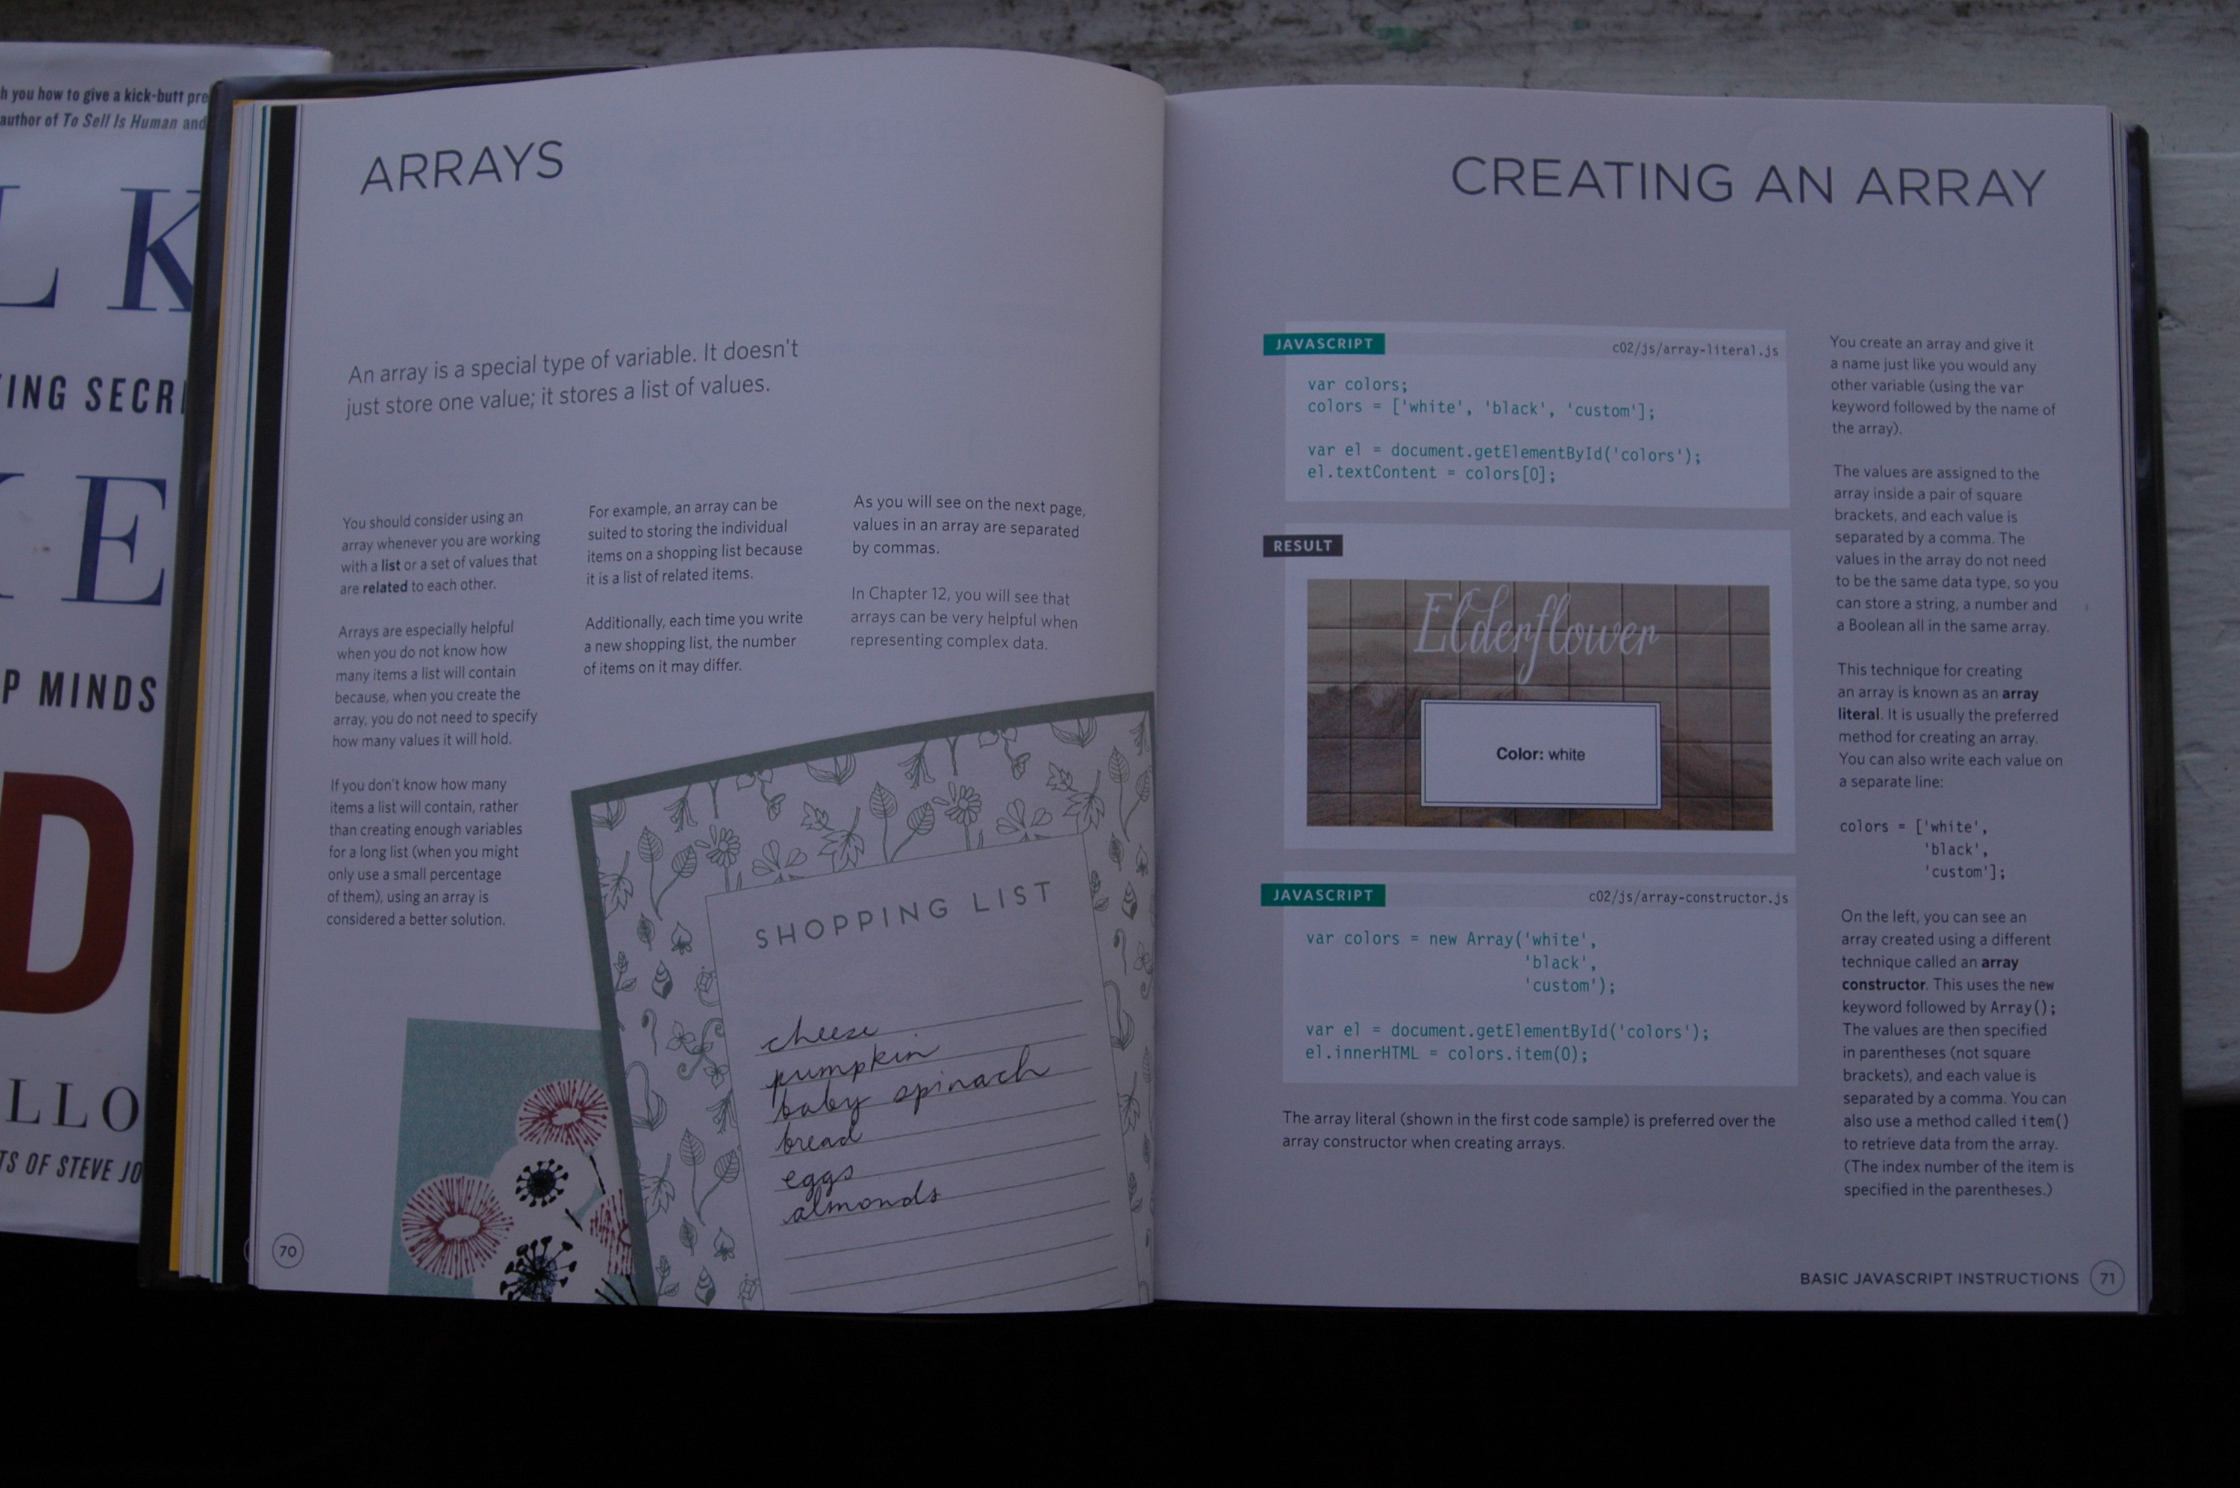 h you how to give a kick-butt pre
author of To Sell Is Human and
L K
ING SECRE
KE
P MINDS
D
LLO
TS OF STEVE JO
ARRAYS
An array is a special type of variable. It doesn't
just store one value; it stores a list of values.
You should consider using an
array whenever you are working
with a list or a set of values that
are related to each other.
Arrays are especially helpful
when you do not know how
many items a list will contain
because, when you create the
array, you do not need to specify
how many values it will hold.
If you don't know how many
items a list will contain, rather
than creating enough variables
for a long list (when you might
only use a small percentage
of them), using an array is
considered a better solution.
For example, an array can be
suited to storing the individual
items on a shopping list because
it is a list of related items.
Additionally, each time you write
a new shopping list, the number
of items on it may differ.
As you will see on the next page,
values in an array are separated
by commas.
In Chapter 12, you will see that
arrays can be very helpful when
representing complex data.
SHOPPING LIST
cheese
pumpkin
baby spinach
bread
eggs
almonds
70
CREATING AN ARRAY
JAVASCRIPT c02/js/array-literal.js
var colors;
colors = ['white', 'black', 'custom'];
var el = document.getElementById('colors');
el.textContent = colors[0];
RESULT
Elderflower
Color: white
JAVASCRIPT c02/js/array-constructor.js
var colors = new Array('white',
'black',
'custom');
var el = document.getElementById('colors');
el.innerHTML = colors.item(0);
The array literal (shown in the first code sample) is preferred over the
array constructor when creating arrays.
You create an array and give it
a name just like you would any
other variable (using the var
keyword followed by the name of
the array).
The values are assigned to the
array inside a pair of square
brackets, and each value is
separated by a comma. The
values in the array do not need
to be the same data type, so you
can store a string, a number and
a Boolean all in the same array.
This technique for creating
an array is known as an array
literal. It is usually the preferred
method for creating an array.
You can also write each value on
a separate line:
colors = ['white',
'black',
'custom'];
On the left, you can see an
array created using a different
technique called an array
constructor. This uses the new
keyword followed by Array();
The values are then specified
in parentheses (not square
brackets), and each value is
separated by a comma. You can
also use a method called item()
to retrieve data from the array.
(The index number of the item is
specified in the parentheses.)
BASIC JAVASCRIPT INSTRUCTIONS 71